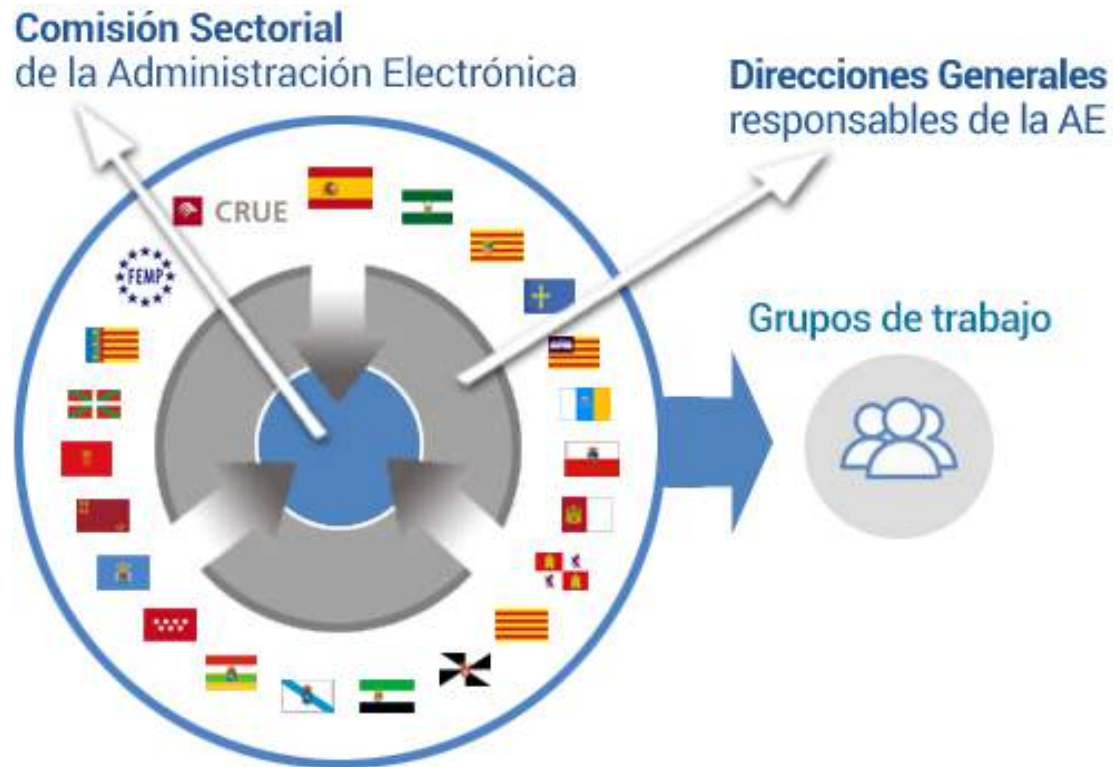 Comisión Sectorial
de la Administración Electrónica
Direcciones Generales
responsables de la AE
CRUE
FEMP
Grupos de trabajo